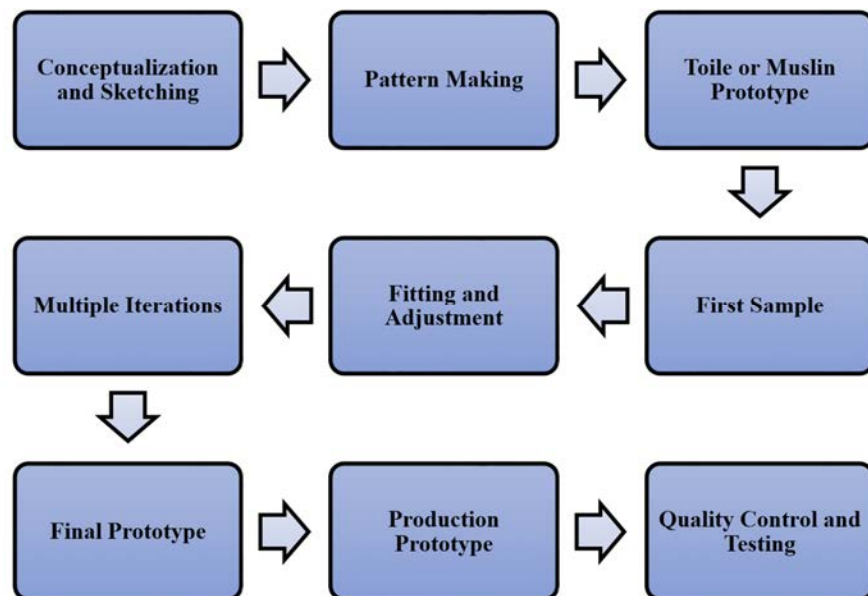 Conceptualization
and Sketching
Pattern Making
Toile or Muslin
Prototype
First Sample
Fitting and
Adjustment
Multiple Iterations
Final Prototype
Production
Prototype
Quality Control and
Testing